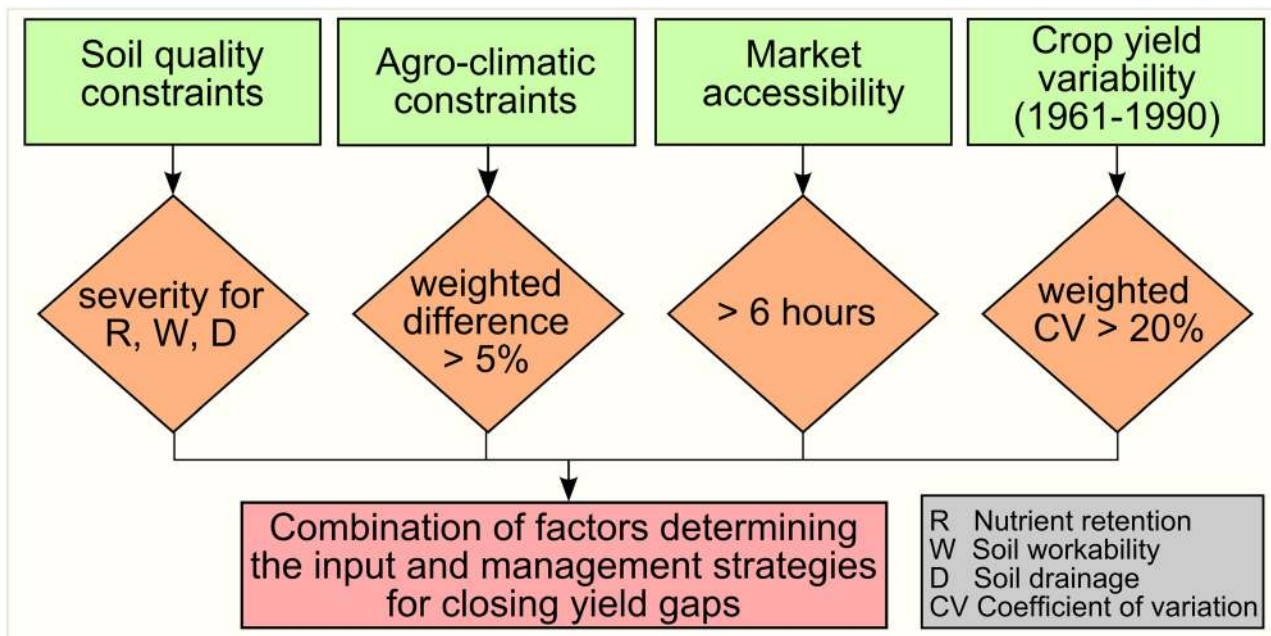 Soil quality
constraints
Agro-climatic
constraints
Market
accessibility
Crop yield
variability
(1961-1990)
severity for
R, W, D
weighted
difference
> 5%
> 6 hours
weighted
CV > 20%
Combination of factors determining
the input and management strategies
for closing yield gaps
R Nutrient retention
W Soil workability
D Soil drainage
CV Coefficient of variation